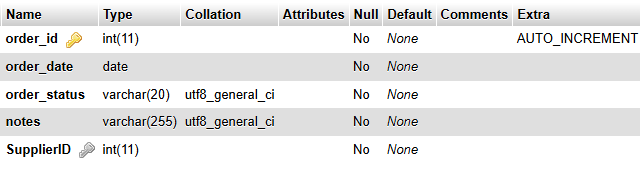 Name Type Collation Attributes Null Default Comments Extra
order_id int(11) No None AUTO_INCREMENT
order_date date No None
order_status varchar(20) utf8_general_ci No None
notes varchar(255) utf8_general_ci No None
SupplierID int(11) No None